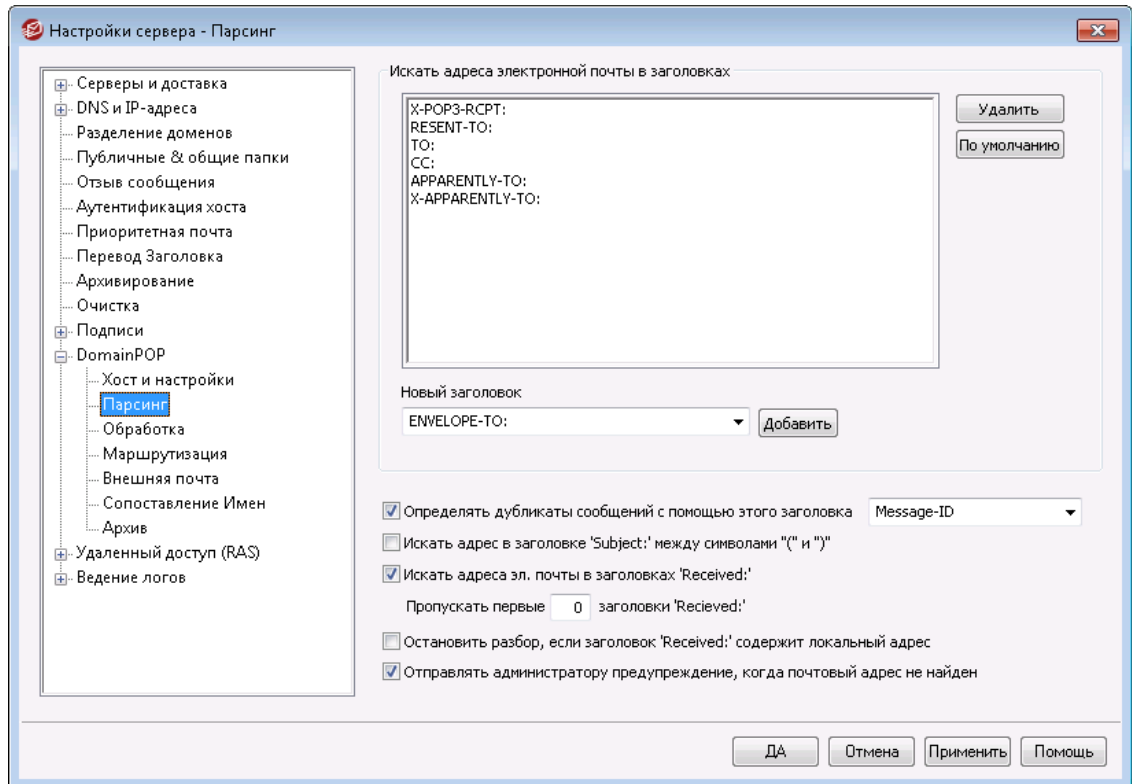 Настройки сервера - Парсинг
Серверы и доставка
DNS и IP-адреса
Разделение доменов
Публичные & общие папки
Отзыв сообщения
Аутентификация хоста
Приоритетная почта
Перевод Заголовка
Архивирование
Очистка
Подписи
DomainPOP
Хост и настройки
Парсинг
Обработка
Маршрутизация
Внешняя почта
Сопоставление Имен
Архив
Удаленный доступ (RAS)
Ведение логов
Искать адреса электронной почты в заголовках
X-POP3-RCPT:
RESENT-TO:
TO:
CC:
APPARENTLY-TO:
X-APPARENTLY-TO:
Удалить
По умолчанию
Новый заголовок
ENVELOPE-TO:
Добавить
Определять дубликаты сообщений с помощью этого заголовка Message-ID
Искать адрес в заголовке 'Subject:' между символами "(" и ")"
Искать адреса эл. почты в заголовках 'Received:'
Пропускать первые 0 заголовки 'Recieved:'
Остановить разбор, если заголовок 'Received:' содержит локальный адрес
Отправлять администратору предупреждение, когда почтовый адрес не найден
ДА
Отмена
Применить
Помощь